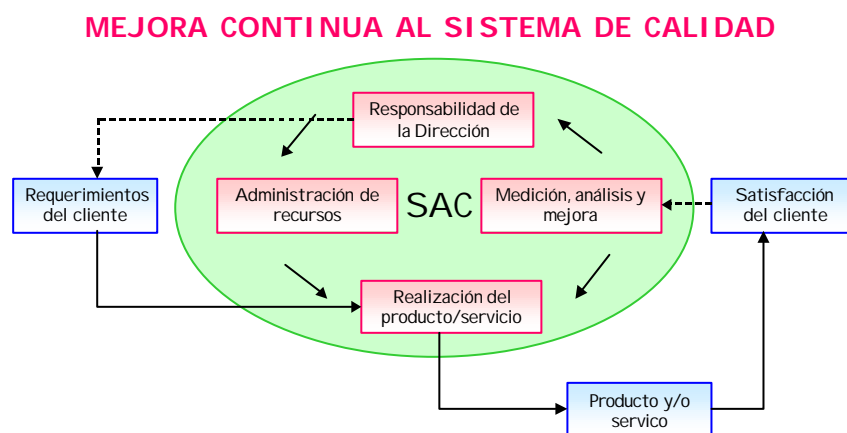 MEJORA CONTINUA AL SISTEMA DE CALIDAD
Responsabilidad de
la Dirección
Requerimientos
del cliente
Administración de
recursos
SAC
Medición, análisis y
mejora
Satisfacción
del cliente
Realización del
producto/servicio
Producto y/o
servico